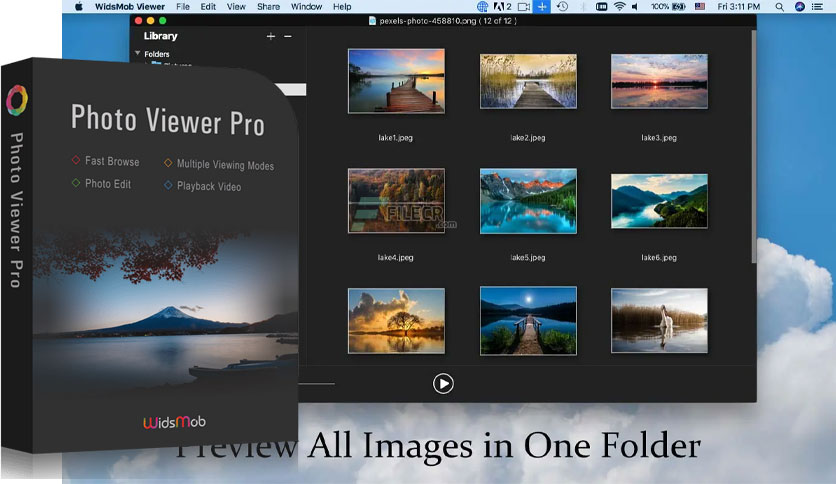 WidsMob Viewer File Edit View Share Window Help
2 100% Fri 3:11 PM
pexels-photo-458810.png ( 12 of 12 )
Library + −
Folders
lake1.jpeg lake2.jpeg lake3.jpeg
FILECR
.com
lake4.jpeg lake5.jpeg lake6.jpeg
Photo Viewer Pro
Photo Viewer Pro
Fast Browse
Multiple Viewing Modes
Photo Edit
Playback Video
WidsMob
Preview All Images in One Folder